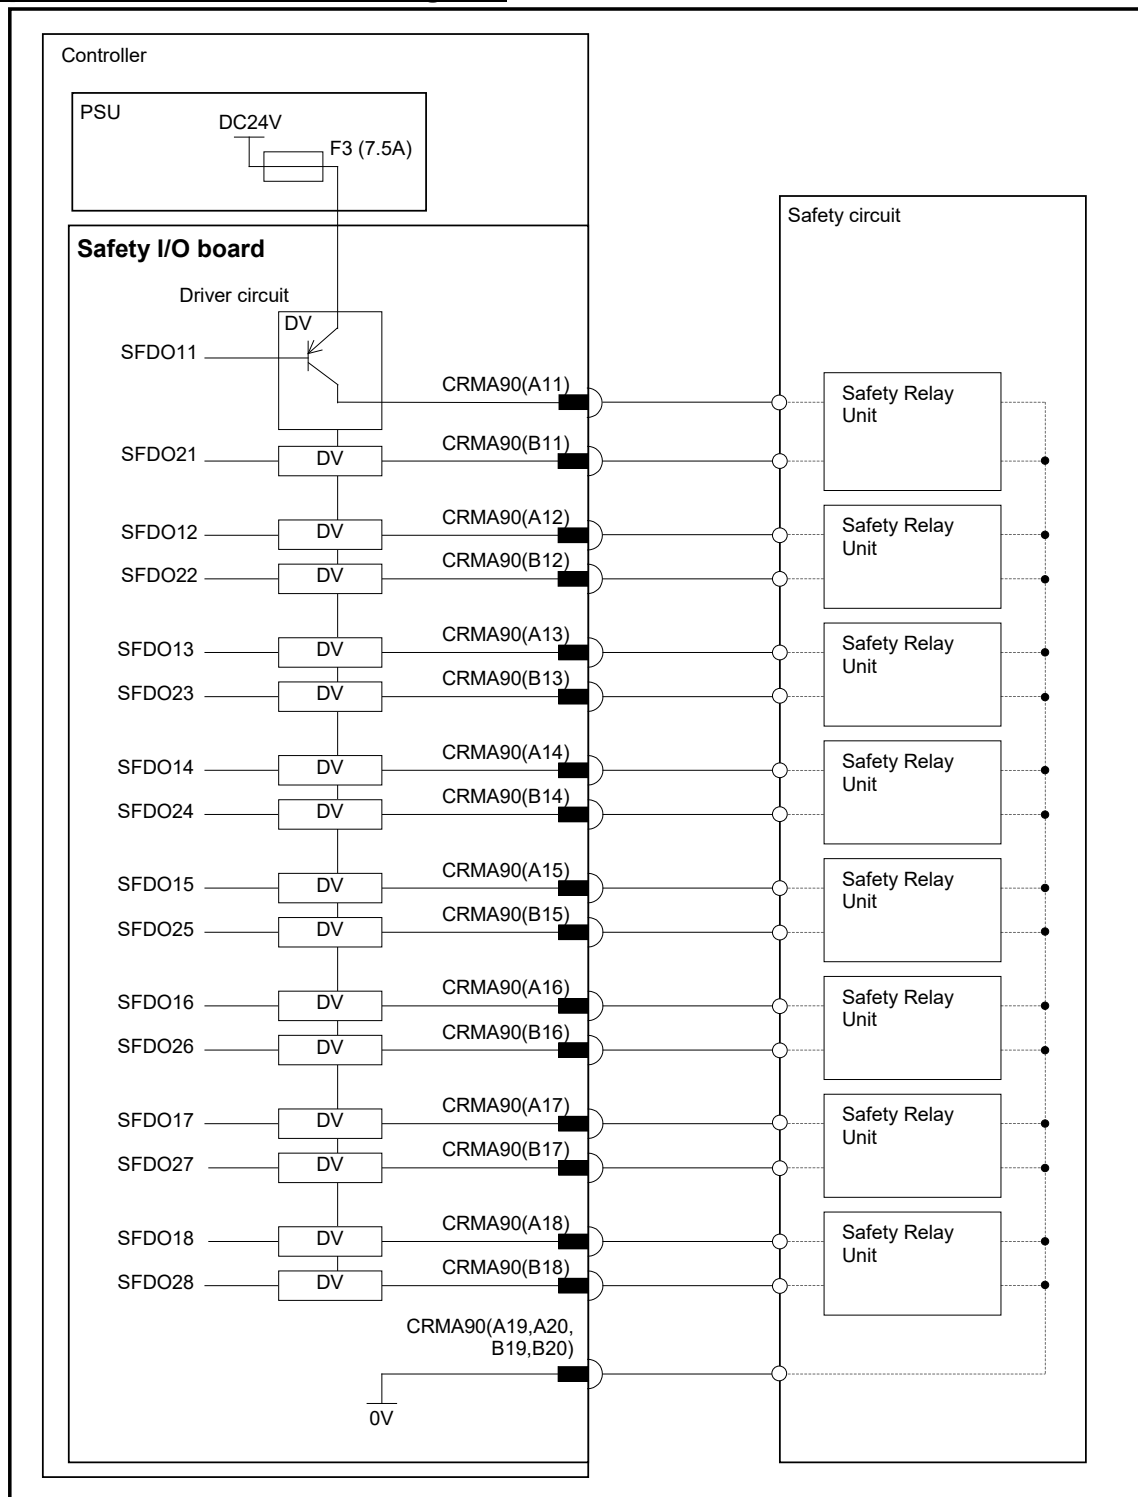 Controller
PSU
DC24V
F3 (7.5A)
Safety circuit
Safety I/O board
Driver circuit
DV
SFDO11
CRMA90(A11)
Safety Relay
Unit
SFDO21
DV
CRMA90(B11)
SFDO12
DV
CRMA90(A12)
Safety Relay
Unit
SFDO22
DV
CRMA90(B12)
SFDO13
DV
CRMA90(A13)
Safety Relay
Unit
SFDO23
DV
CRMA90(B13)
SFDO14
DV
CRMA90(A14)
Safety Relay
Unit
SFDO24
DV
CRMA90(B14)
SFDO15
DV
CRMA90(A15)
Safety Relay
Unit
SFDO25
DV
CRMA90(B15)
SFDO16
DV
CRMA90(A16)
Safety Relay
Unit
SFDO26
DV
CRMA90(B16)
SFDO17
DV
CRMA90(A17)
Safety Relay
Unit
SFDO27
DV
CRMA90(B17)
SFDO18
DV
CRMA90(A18)
Safety Relay
Unit
SFDO28
DV
CRMA90(B18)
CRMA90(A19,A20,
B19,B20)
0V